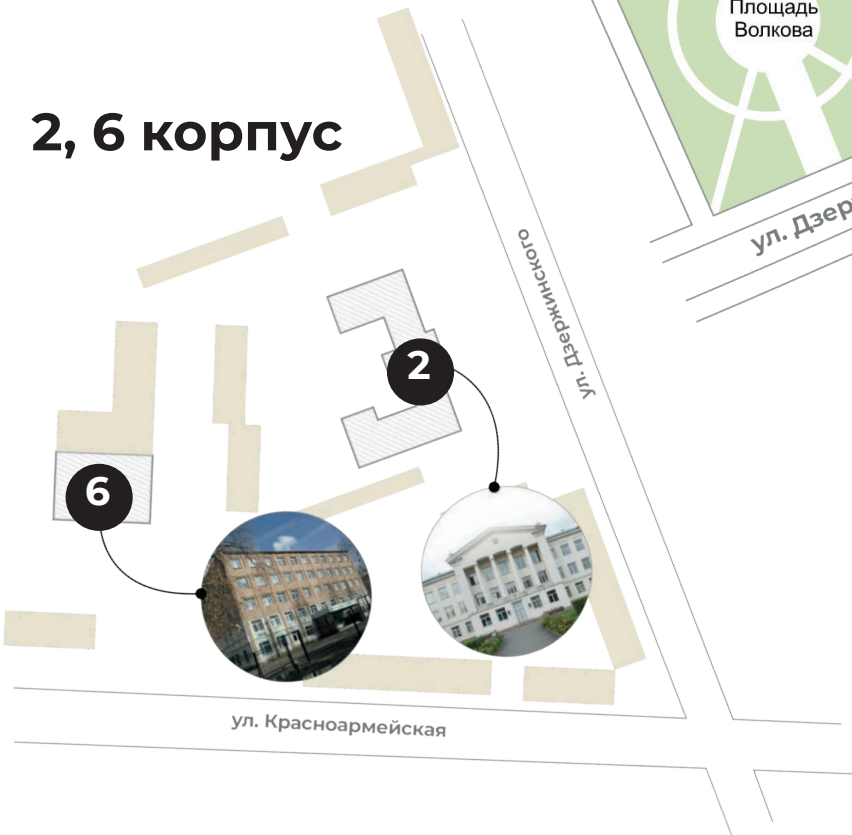 Площадь
Волкова
2, 6 корпус
ул. Дзер
ул. Дзержинского
2
6
ул. Красноармейская